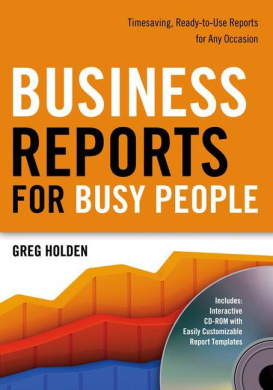 Timesaving, Ready-to-Use Reports
for Any Occasion
BUSINESS
REPORTS
FOR BUSY PEOPLE
GREG HOLDEN
Includes:
Interactive
CD-ROM with
Easily Customizable
Report Templates